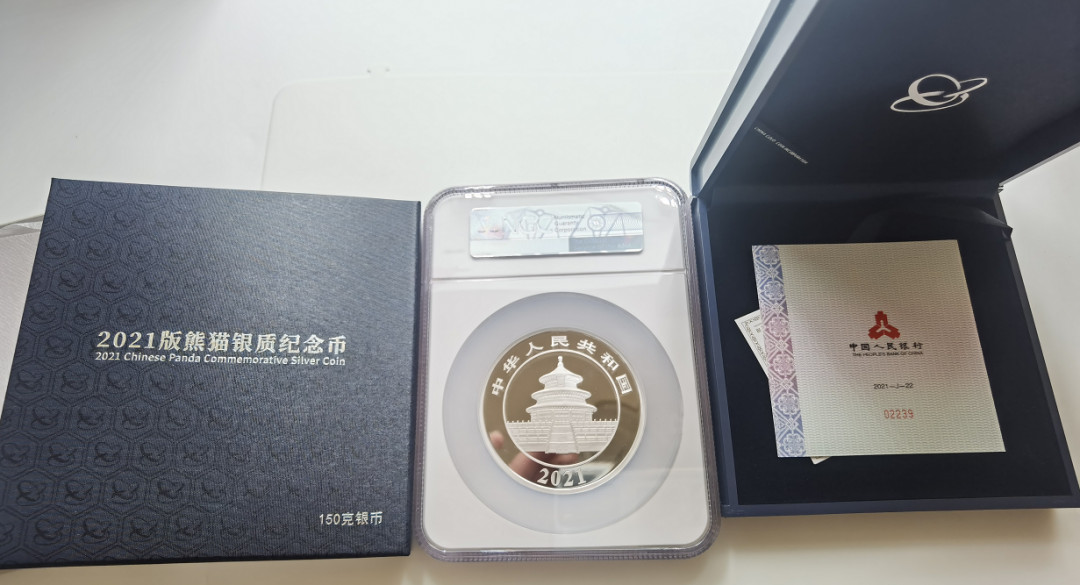 2021版熊猫银质纪念币
2021 Chinese Panda Commemorative Silver Coin
150克银币
中华人民共和国
2021
中国人民银行
THE PEOPLE'S BANK OF CHINA
2021—J—22
02239